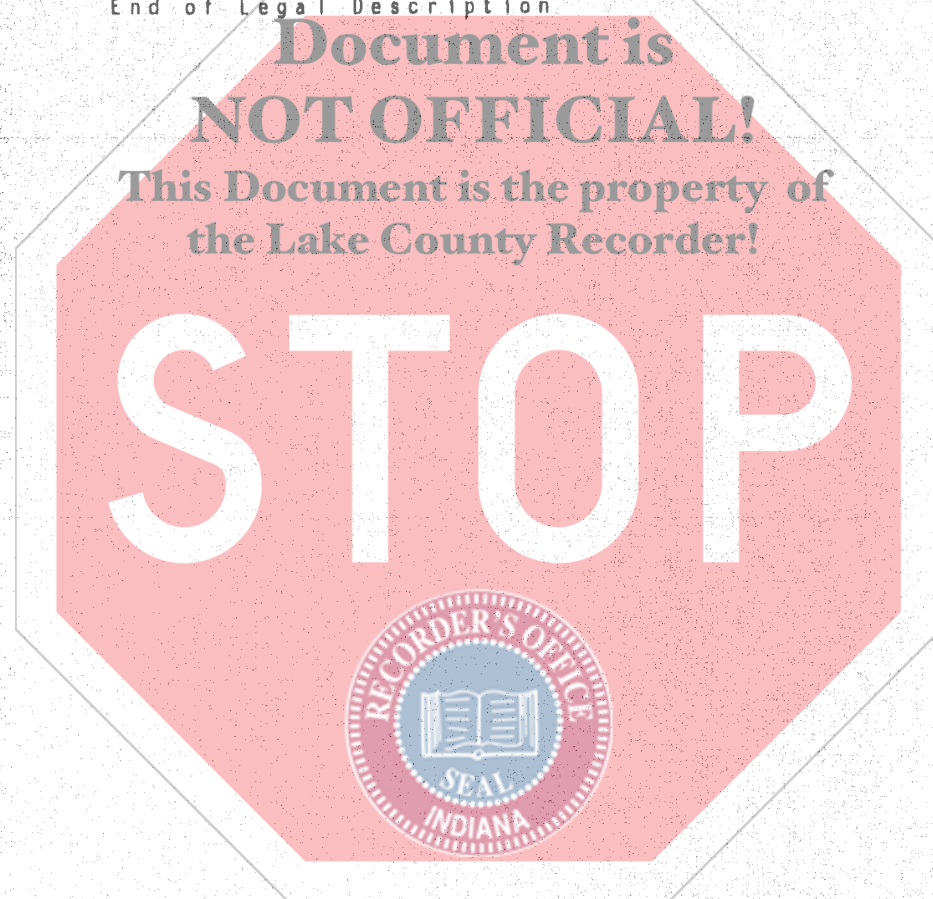 End of Legal Description
Document is
NOT OFFICIAL!
This Document is the property of
the Lake County Recorder!
STOP
RECORDER'S OFFICE
SEAL
INDIANA